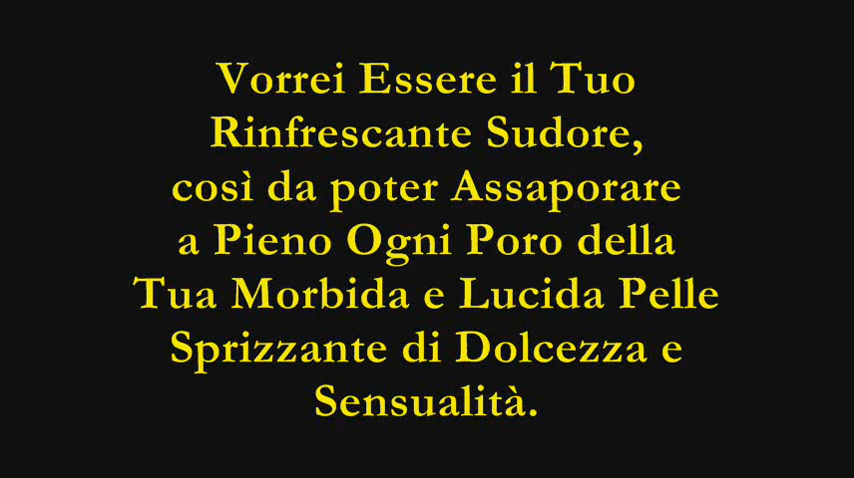 Vorrei Essere il Tuo
Rinfrescante Sudore,
così da poter Assaporare
a Pieno Ogni Poro della
Tua Morbida e Lucida Pelle
Sprizzante di Dolcezza e
Sensualità.